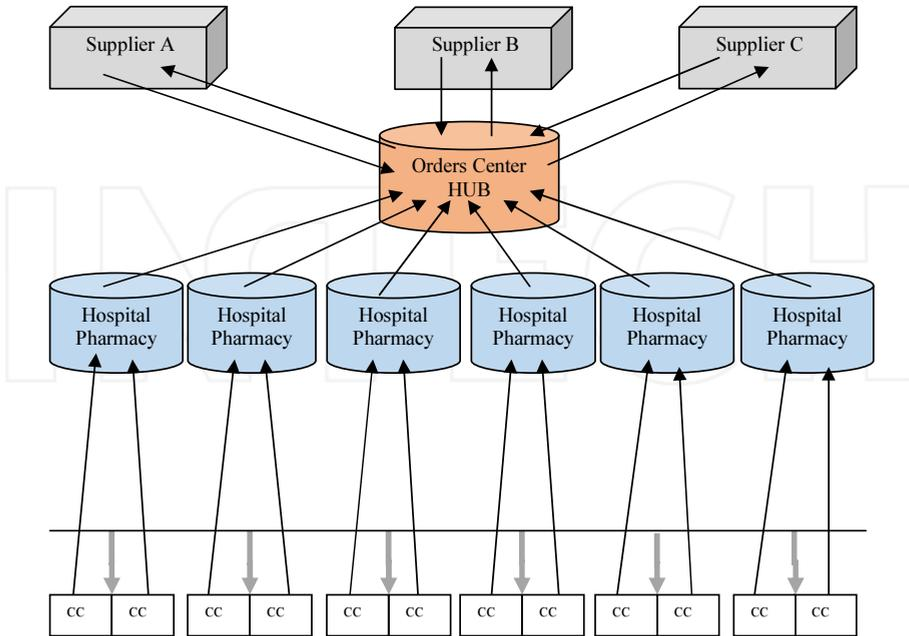 Supplier A
Supplier B
Supplier C
Orders Center
HUB
Hospital
Pharmacy
Hospital
Pharmacy
Hospital
Pharmacy
Hospital
Pharmacy
Hospital
Pharmacy
Hospital
Pharmacy
cc
cc
cc
cc
cc
cc
cc
cc
cc
cc
cc
cc
INTECH